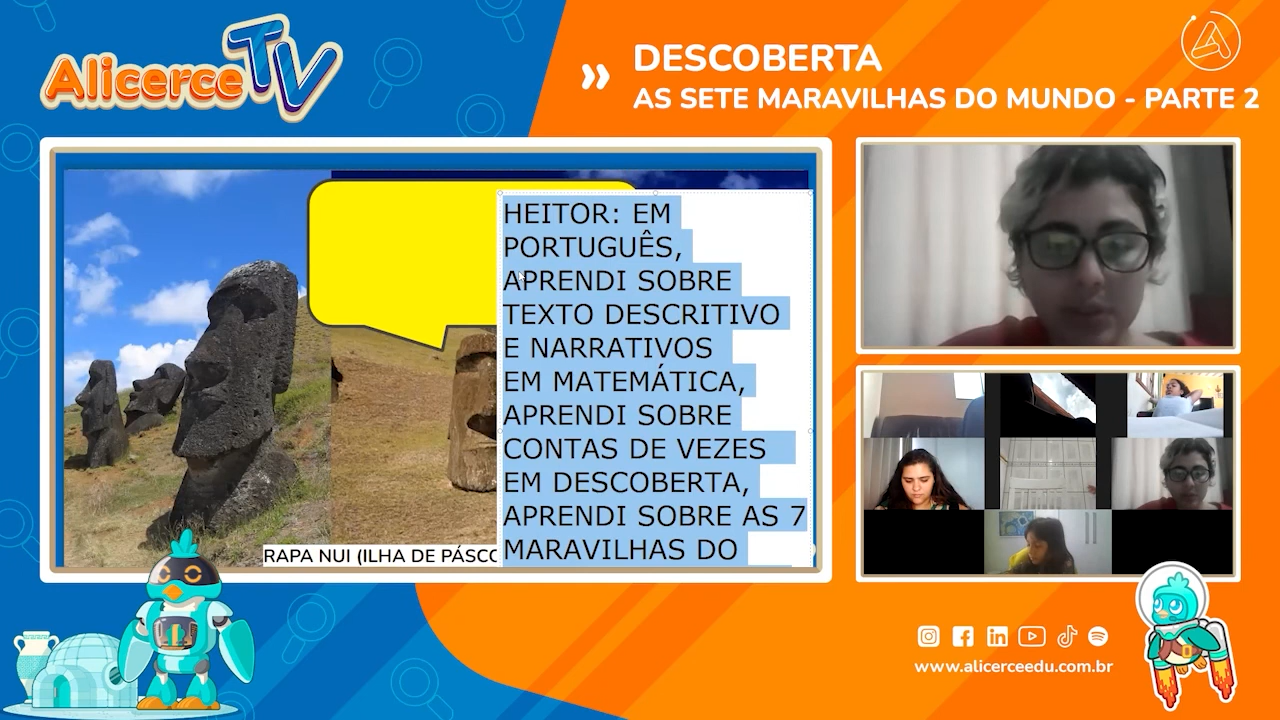 Alicerce TV
DESCOBERTA
AS SETE MARAVILHAS DO MUNDO - PARTE 2
HEITOR: EM
PORTUGUÊS,
APRENDI SOBRE
TEXTO DESCRITIVO
E NARRATIVOS
EM MATEMÁTICA,
APRENDI SOBRE
CONTAS DE VEZES
EM DESCOBERTA,
APRENDI SOBRE AS 7
MARAVILHAS DO
RAPA NUI (ILHA DE PÁSCO
www.alicerceedu.com.br